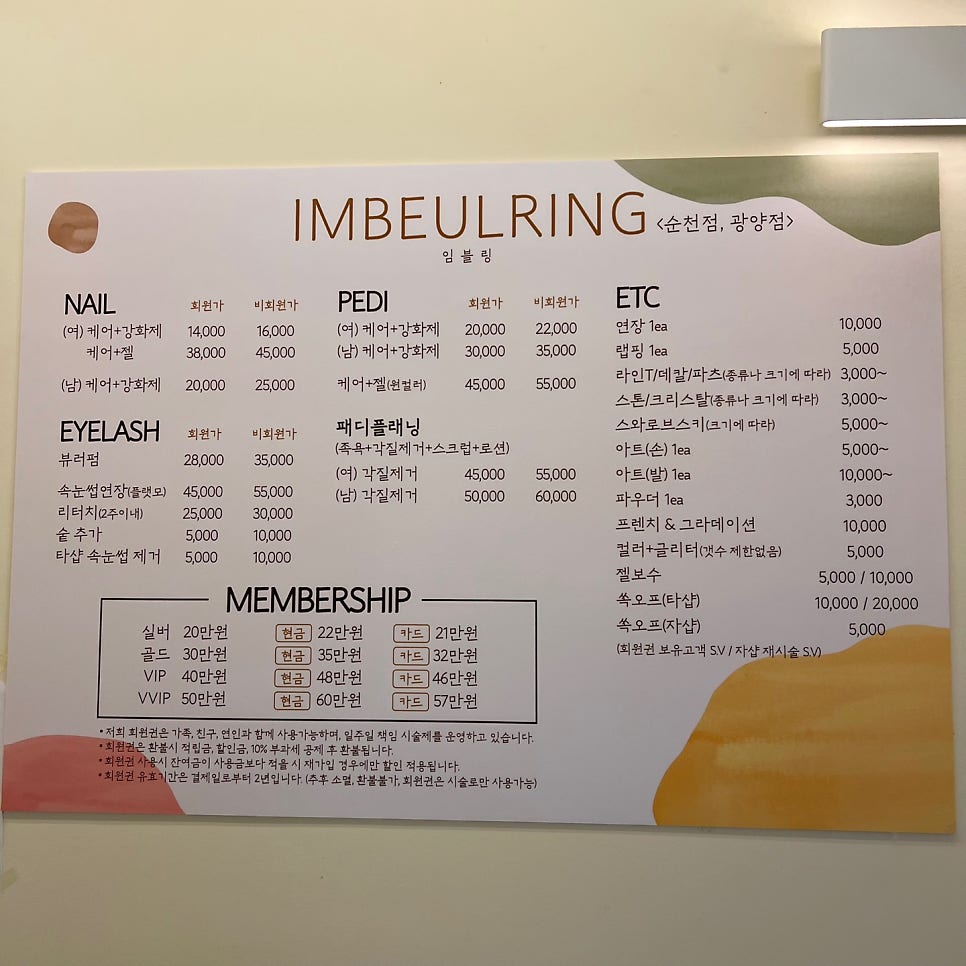 IMBEULRING <순천점, 광양점>
임블링
NAIL 회원가 비회원가
(여) 케어+강화제 14,000 16,000
케어+젤 38,000 45,000
(남) 케어+강화제 20,000 25,000
EYELASH 회원가 비회원가
뷰러펌 28,000 35,000
속눈썹연장(플랫모) 45,000 55,000
리터치(2주이내) 25,000 30,000
숱 추가 5,000 10,000
타샵 속눈썹 제거 5,000 10,000
PEDI 회원가 비회원가
(여) 케어+강화제 20,000 22,000
(남) 케어+강화제 30,000 35,000
케어+젤(원컬러) 45,000 55,000
패디플래닝
(족욕+각질제거+스크럽+로션)
(여) 각질제거 45,000 55,000
(남) 각질제거 50,000 60,000
ETC
연장 1ea 10,000
랩핑 1ea 5,000
라인T/데칼/파츠(종류나 크기에 따라) 3,000~
스톤/크리스탈(종류나 크기에 따라) 3,000~
스와로브스키(크기에 따라) 5,000~
아트(손) 1ea 5,000~
아트(발) 1ea 10,000~
파우더 1ea 3,000
프렌치 & 그라데이션 10,000
컬러+글리터(갯수 제한없음) 5,000
젤보수 5,000 / 10,000
쏙오프(타샵) 10,000 / 20,000
쏙오프(자샵) 5,000
(회원권 보유고객 S.V / 자샵 재시술 S.V)
MEMBERSHIP
실버 20만원 현금 22만원 카드 21만원
골드 30만원 현금 35만원 카드 32만원
VIP 40만원 현금 48만원 카드 46만원
VVIP 50만원 현금 60만원 카드 57만원
• 저희 회원권은 가족, 친구, 연인과 함께 사용가능하며, 일주일 책임 시술제를 운영하고 있습니다.
• 회원권은 환불시 적립금, 할인금, 10% 부과세 공제 후 환불됩니다.
• 회원권 사용시 잔여금이 사용금보다 적을 시 재가입 경우에만 할인 적용됩니다.
• 회원권 유효기간은 결제일로부터 2년입니다. (추후 소멸, 환불불가, 회원권은 시술로만 사용가능)